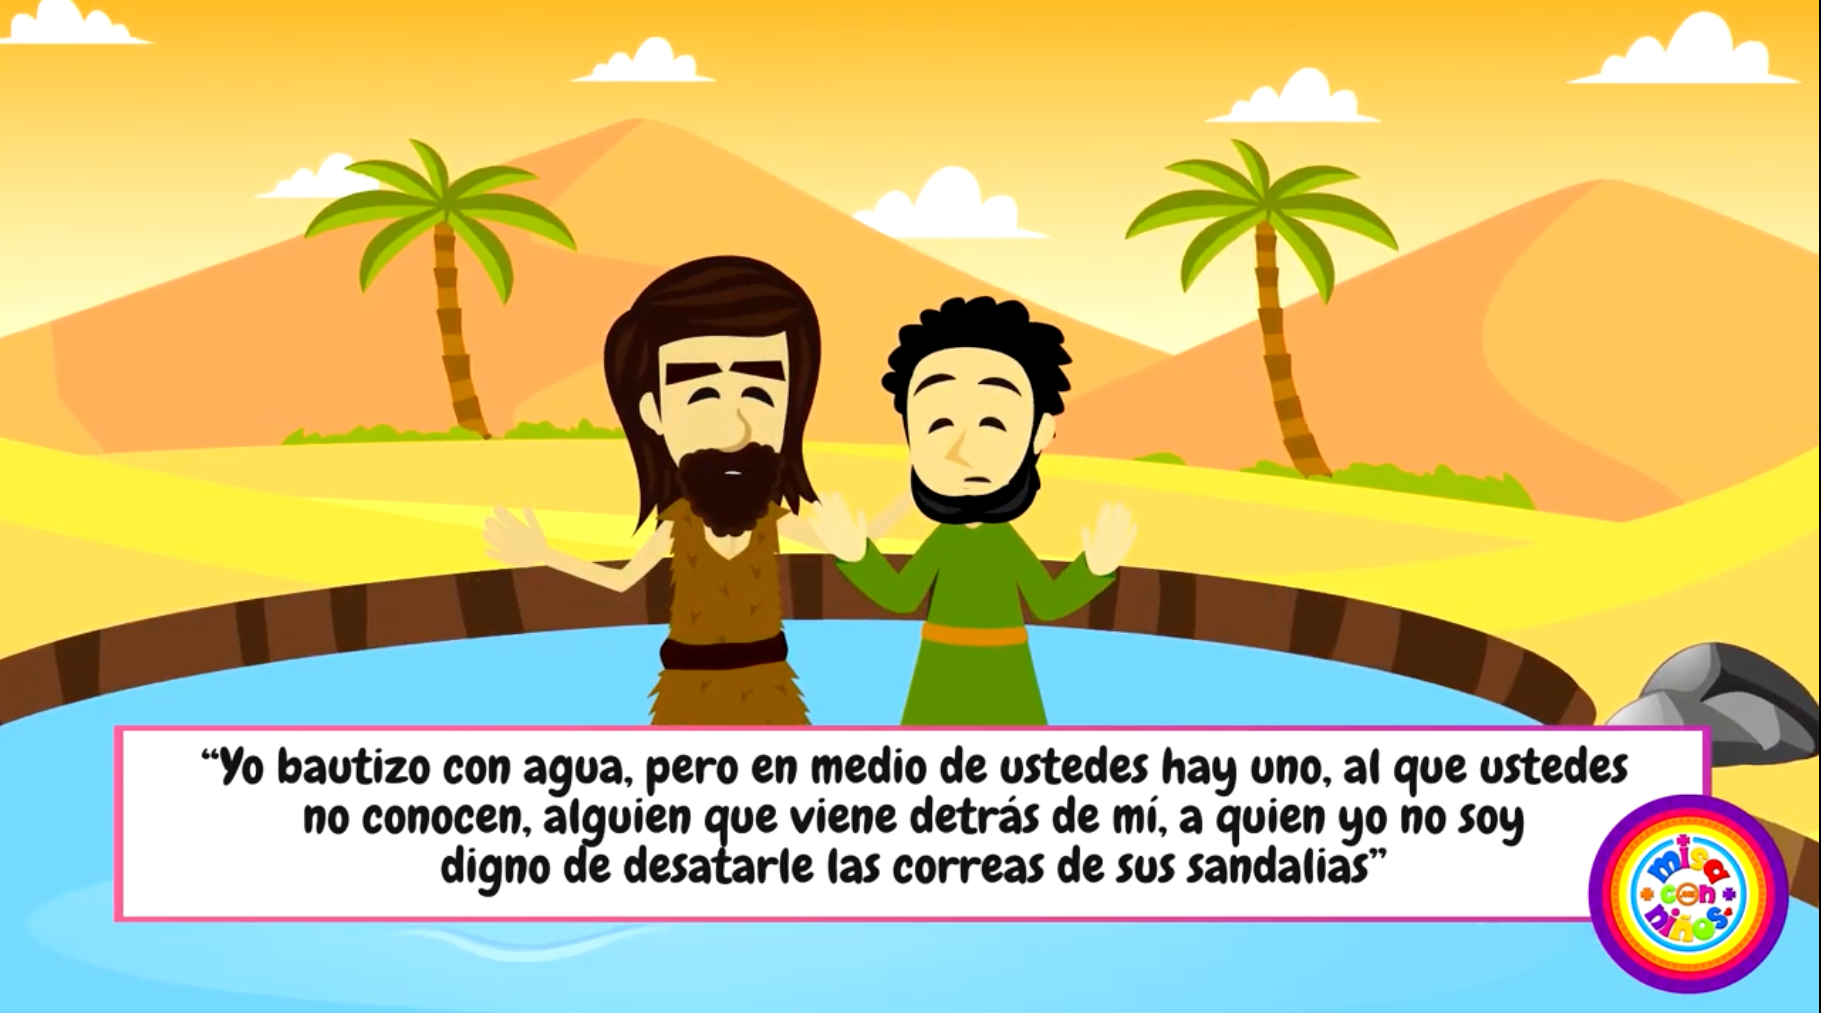 “Yo bautizo con agua, pero en medio de ustedes hay uno, al que ustedes
no conocen, alguien que viene detrás de mí, a quien yo no soy
digno de desatarle las correas de sus sandalias”
misa
con
niños